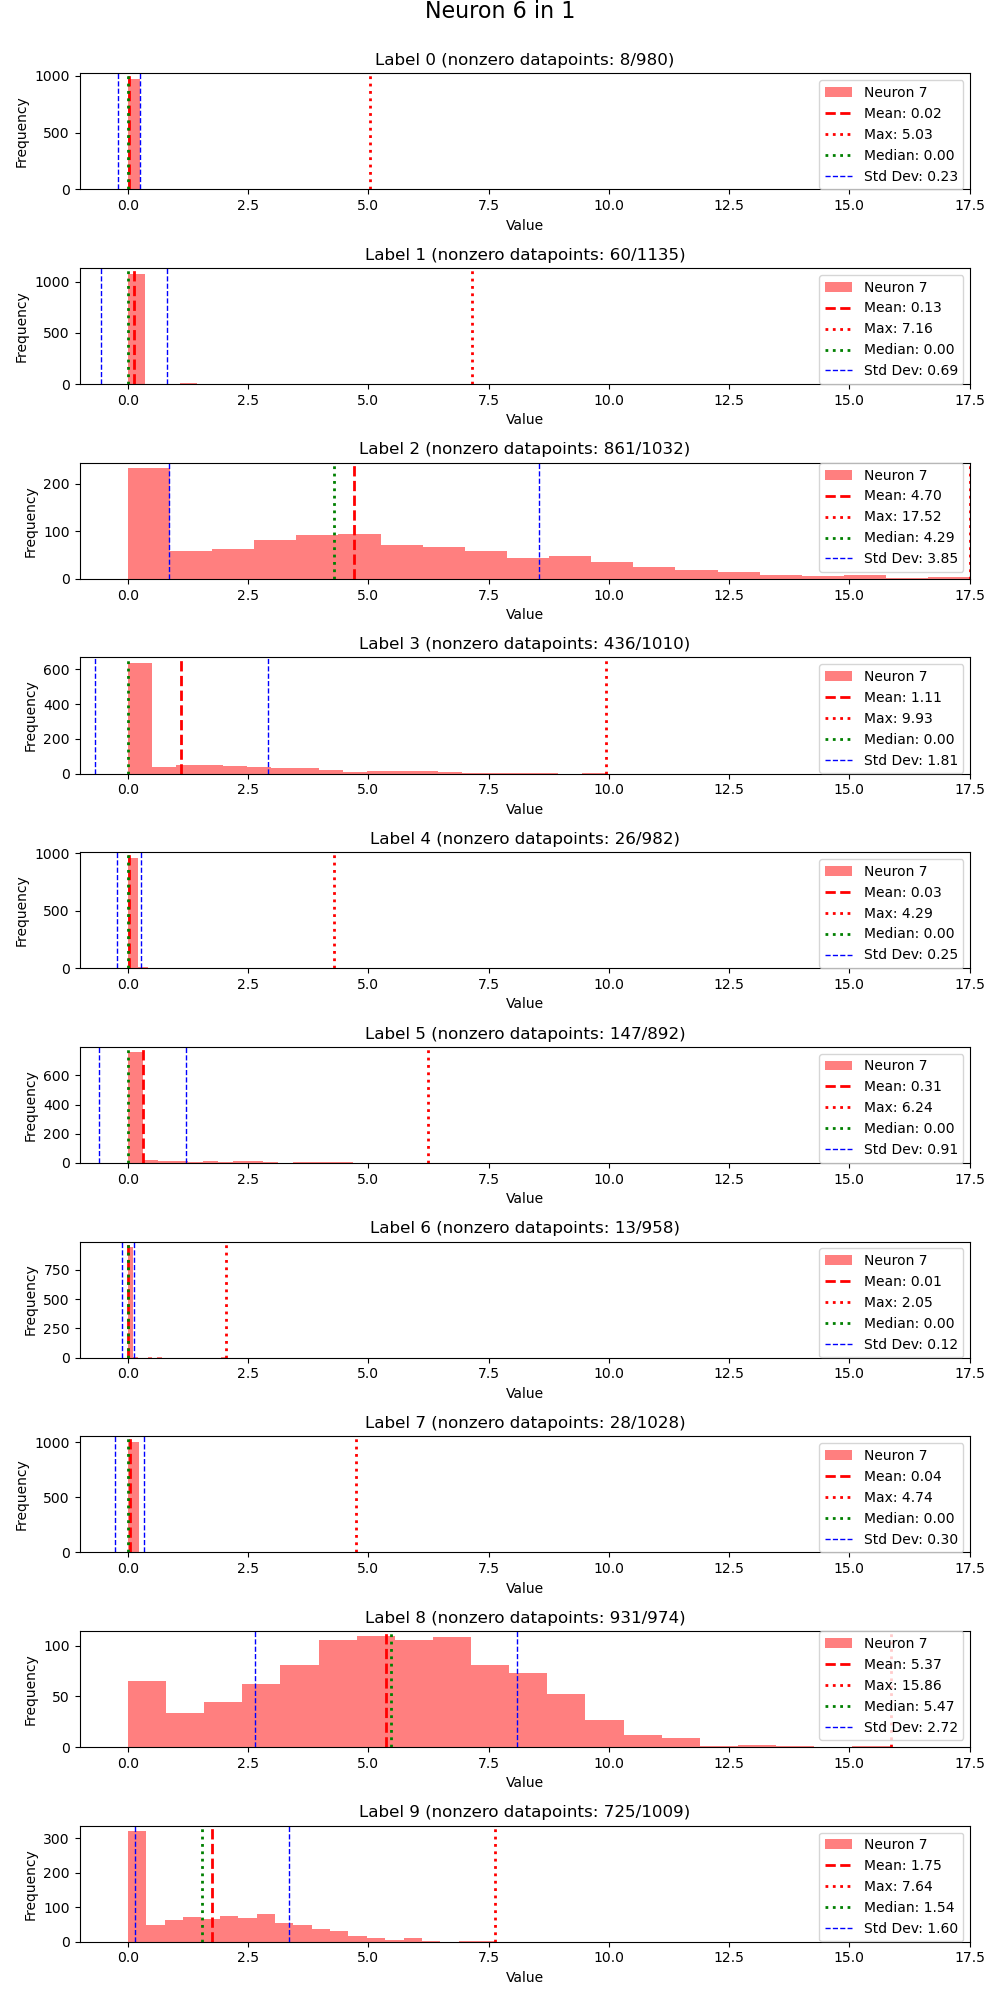 Neuron 6 in 1
Label 0 (nonzero datapoints: 8/980)
Frequency
1000
500
0
Neuron 7
Mean: 0.02
Max: 5.03
Median: 0.00
Std Dev: 0.23
0.0 2.5 5.0 7.5 10.0 12.5 15.0 17.5
Value
Label 1 (nonzero datapoints: 60/1135)
Frequency
1000
500
0
Neuron 7
Mean: 0.13
Max: 7.16
Median: 0.00
Std Dev: 0.69
0.0 2.5 5.0 7.5 10.0 12.5 15.0 17.5
Value
Label 2 (nonzero datapoints: 861/1032)
Frequency
200
100
0
Neuron 7
Mean: 4.70
Max: 17.52
Median: 4.29
Std Dev: 3.85
0.0 2.5 5.0 7.5 10.0 12.5 15.0 17.5
Value
Label 3 (nonzero datapoints: 436/1010)
Frequency
600
400
200
0
Neuron 7
Mean: 1.11
Max: 9.93
Median: 0.00
Std Dev: 1.81
0.0 2.5 5.0 7.5 10.0 12.5 15.0 17.5
Value
Label 4 (nonzero datapoints: 26/982)
Frequency
1000
500
0
Neuron 7
Mean: 0.03
Max: 4.29
Median: 0.00
Std Dev: 0.25
0.0 2.5 5.0 7.5 10.0 12.5 15.0 17.5
Value
Label 5 (nonzero datapoints: 147/892)
Frequency
600
400
200
0
Neuron 7
Mean: 0.31
Max: 6.24
Median: 0.00
Std Dev: 0.91
0.0 2.5 5.0 7.5 10.0 12.5 15.0 17.5
Value
Label 6 (nonzero datapoints: 13/958)
Frequency
750
500
250
0
Neuron 7
Mean: 0.01
Max: 2.05
Median: 0.00
Std Dev: 0.12
0.0 2.5 5.0 7.5 10.0 12.5 15.0 17.5
Value
Label 7 (nonzero datapoints: 28/1028)
Frequency
1000
500
0
Neuron 7
Mean: 0.04
Max: 4.74
Median: 0.00
Std Dev: 0.30
0.0 2.5 5.0 7.5 10.0 12.5 15.0 17.5
Value
Label 8 (nonzero datapoints: 931/974)
Frequency
100
50
0
Neuron 7
Mean: 5.37
Max: 15.86
Median: 5.47
Std Dev: 2.72
0.0 2.5 5.0 7.5 10.0 12.5 15.0 17.5
Value
Label 9 (nonzero datapoints: 725/1009)
Frequency
300
200
100
0
Neuron 7
Mean: 1.75
Max: 7.64
Median: 1.54
Std Dev: 1.60
0.0 2.5 5.0 7.5 10.0 12.5 15.0 17.5
Value